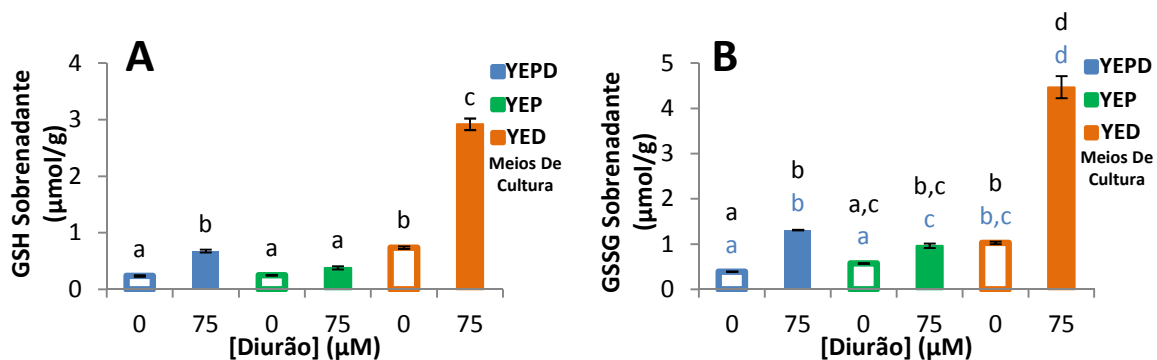 A
GSH Sobrenadante
(µmol/g)
4
3
2
1
0
a
b
a
a
b
c
YEPD
YEP
YED
Meios De
Cultura
0 75 0 75 0 75
[Diurão] (µM)
B
GSSG Sobrenadante
(µmol/g)
5
4
3
2
1
0
a b a,c b,c b d
a b a c b,c d
YEPD
YEP
YED
Meios De
Cultura
0 75 0 75 0 75
[Diurão] (µM)